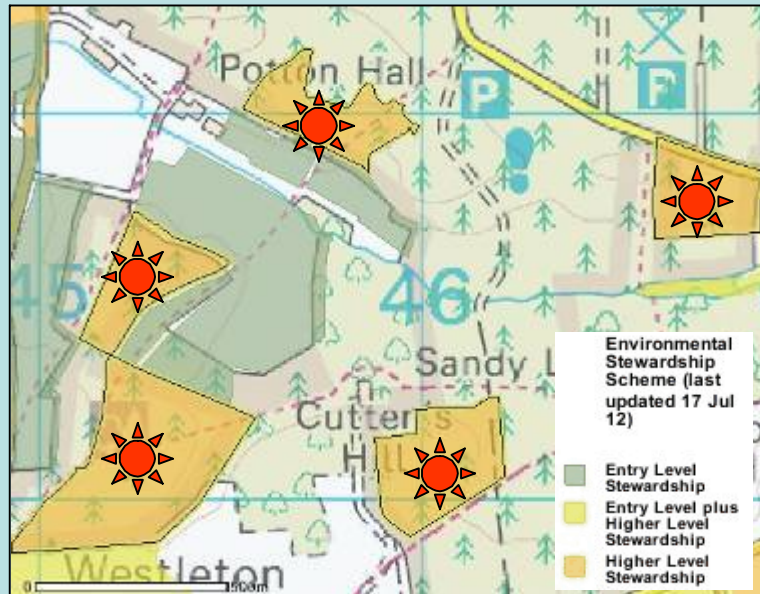 Potton Hall
P
P
45
46
Sandy L
Cutter's
H
Westleton
0 500m
Environmental
Stewardship
Scheme (last
updated 17 Jul
12)
Entry Level
Stewardship
Entry Level plus
Higher Level
Stewardship
Higher Level
Stewardship